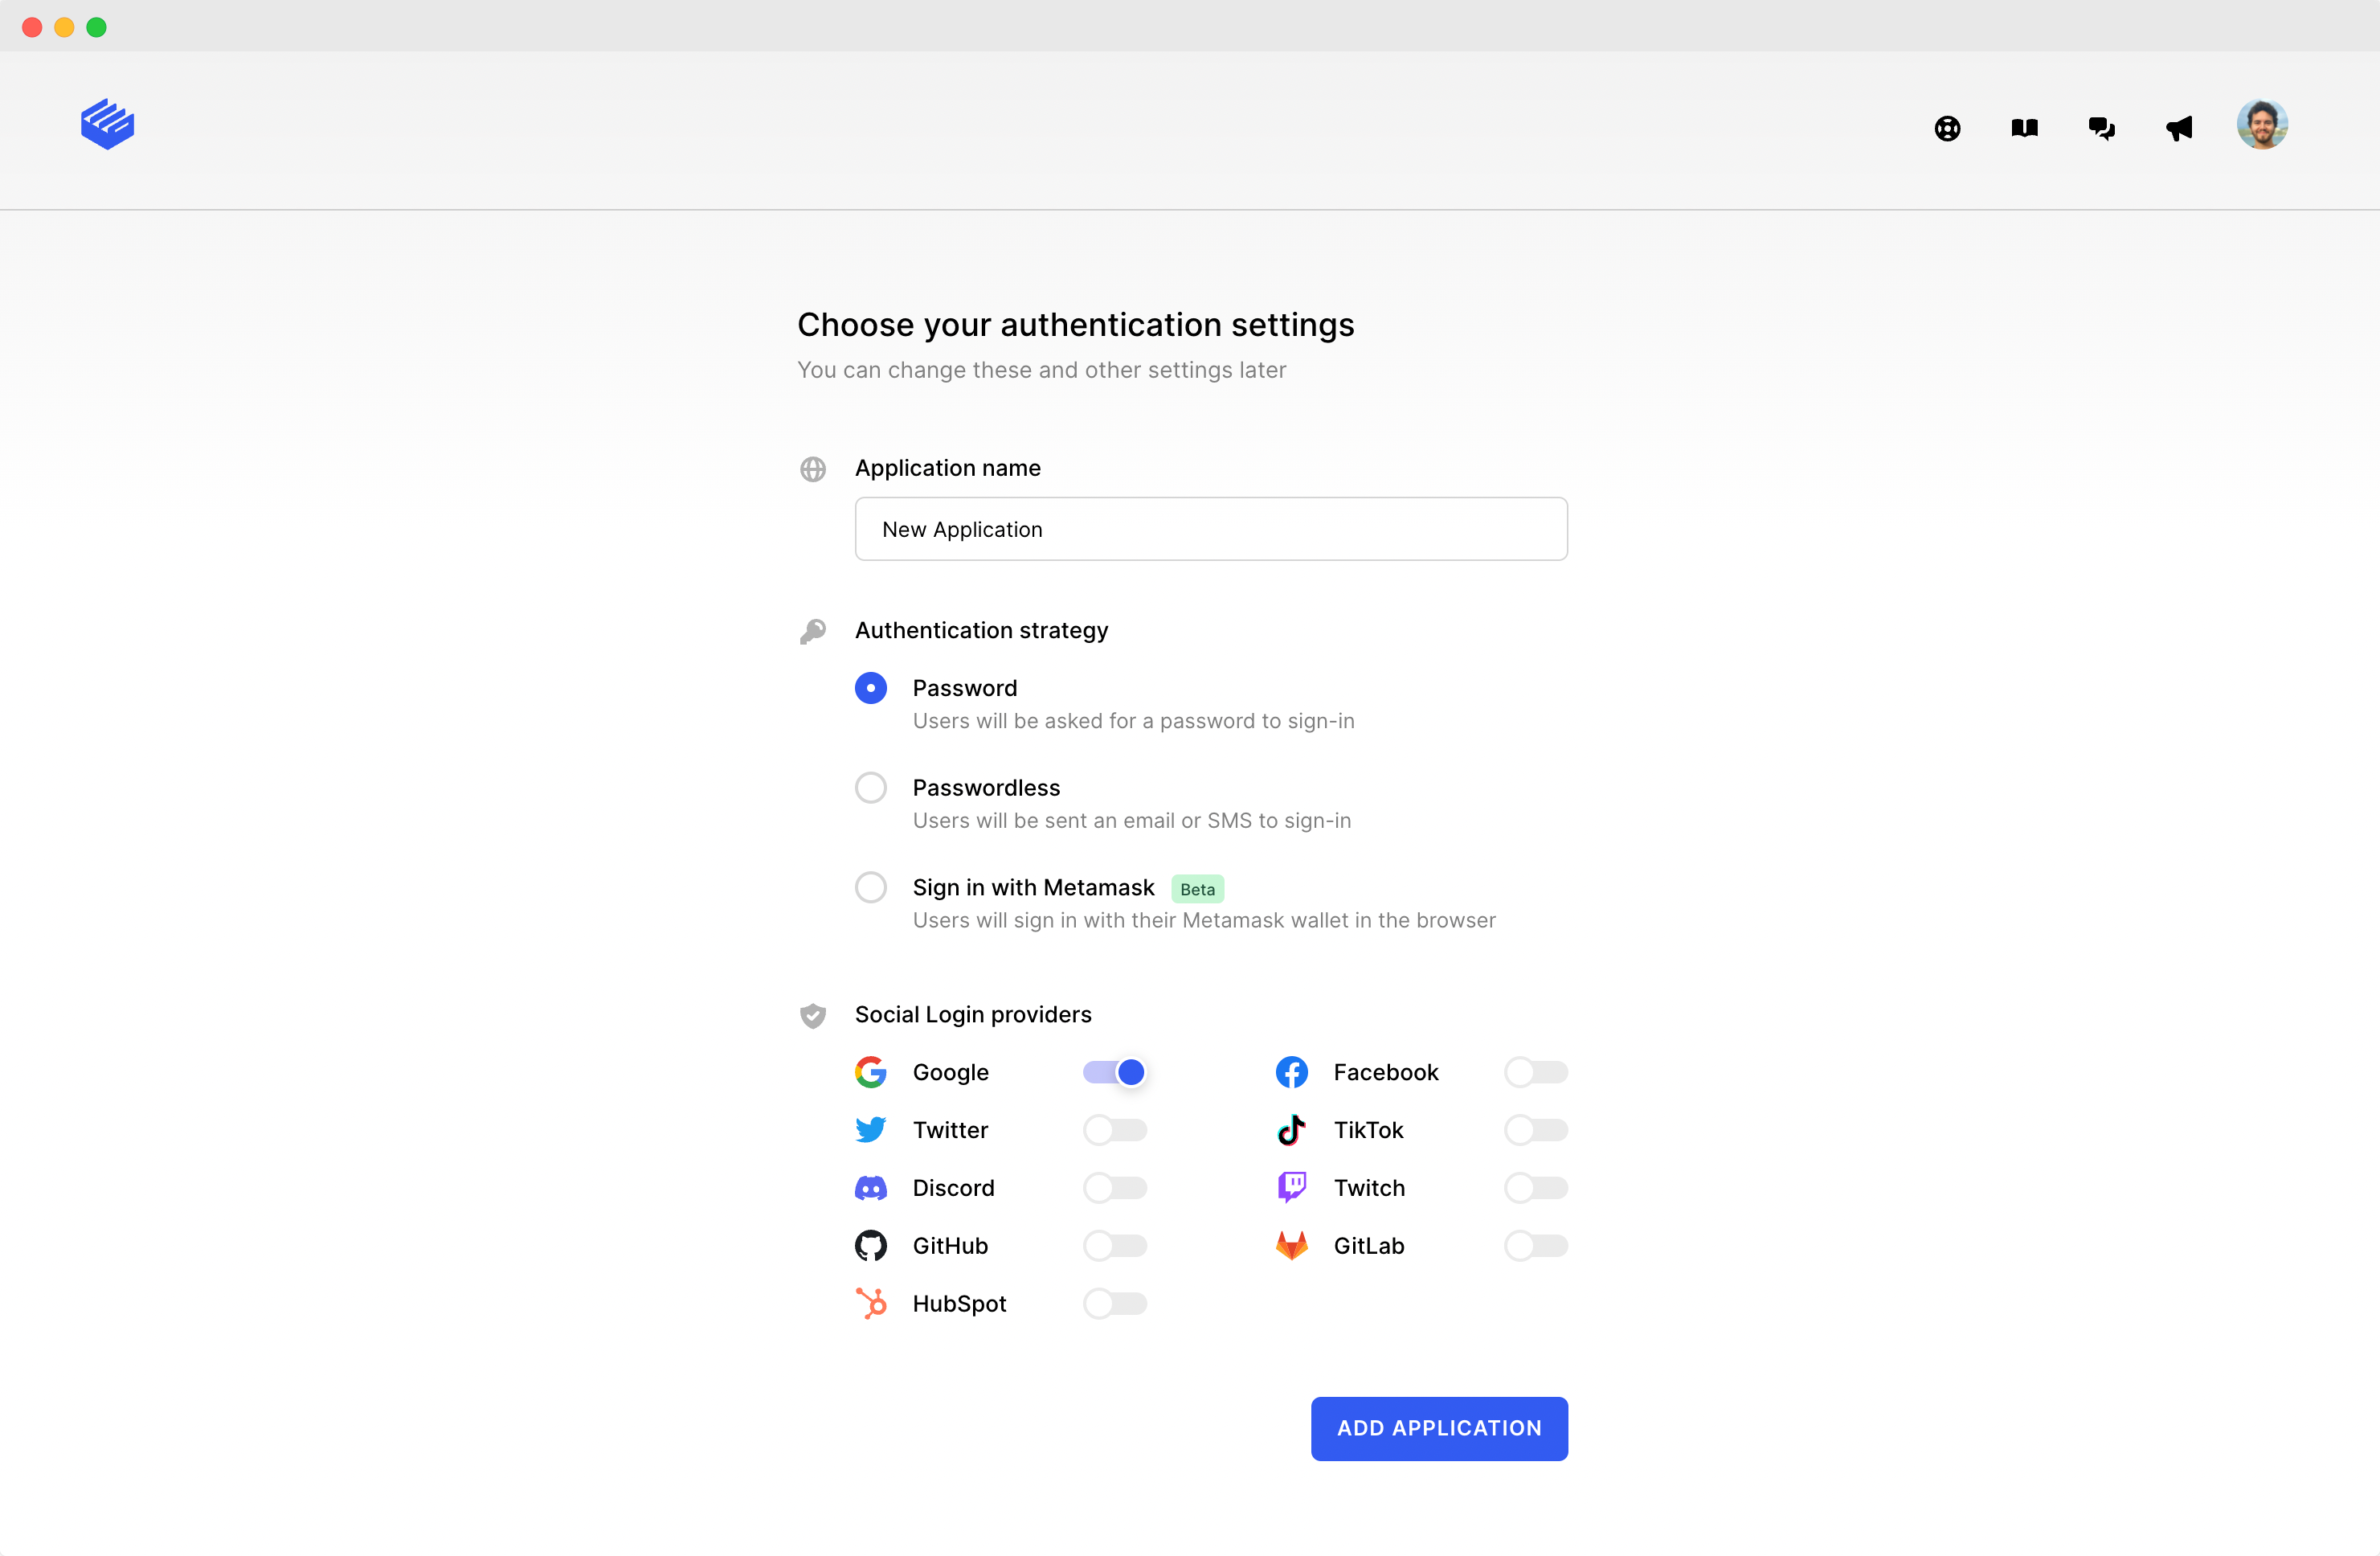 Choose your authentication settings
You can change these and other settings later
Application name
New Application
Authentication strategy
Password
Users will be asked for a password to sign-in
Passwordless
Users will be sent an email or SMS to sign-in
Sign in with Metamask Beta
Users will sign in with their Metamask wallet in the browser
Social Login providers
Google
Facebook
Twitter
TikTok
Discord
Twitch
GitHub
GitLab
HubSpot
ADD APPLICATION